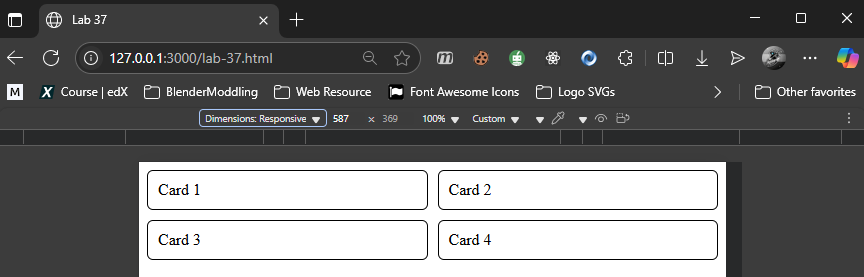 Lab 37
127.0.0.1:3000/lab-37.html
M X Course | edX BlenderModdling Web Resource Font Awesome Icons Logo SVGs Other favorites
Dimensions: Responsive 587 x 369 100% Custom
Card 1 Card 2
Card 3 Card 4